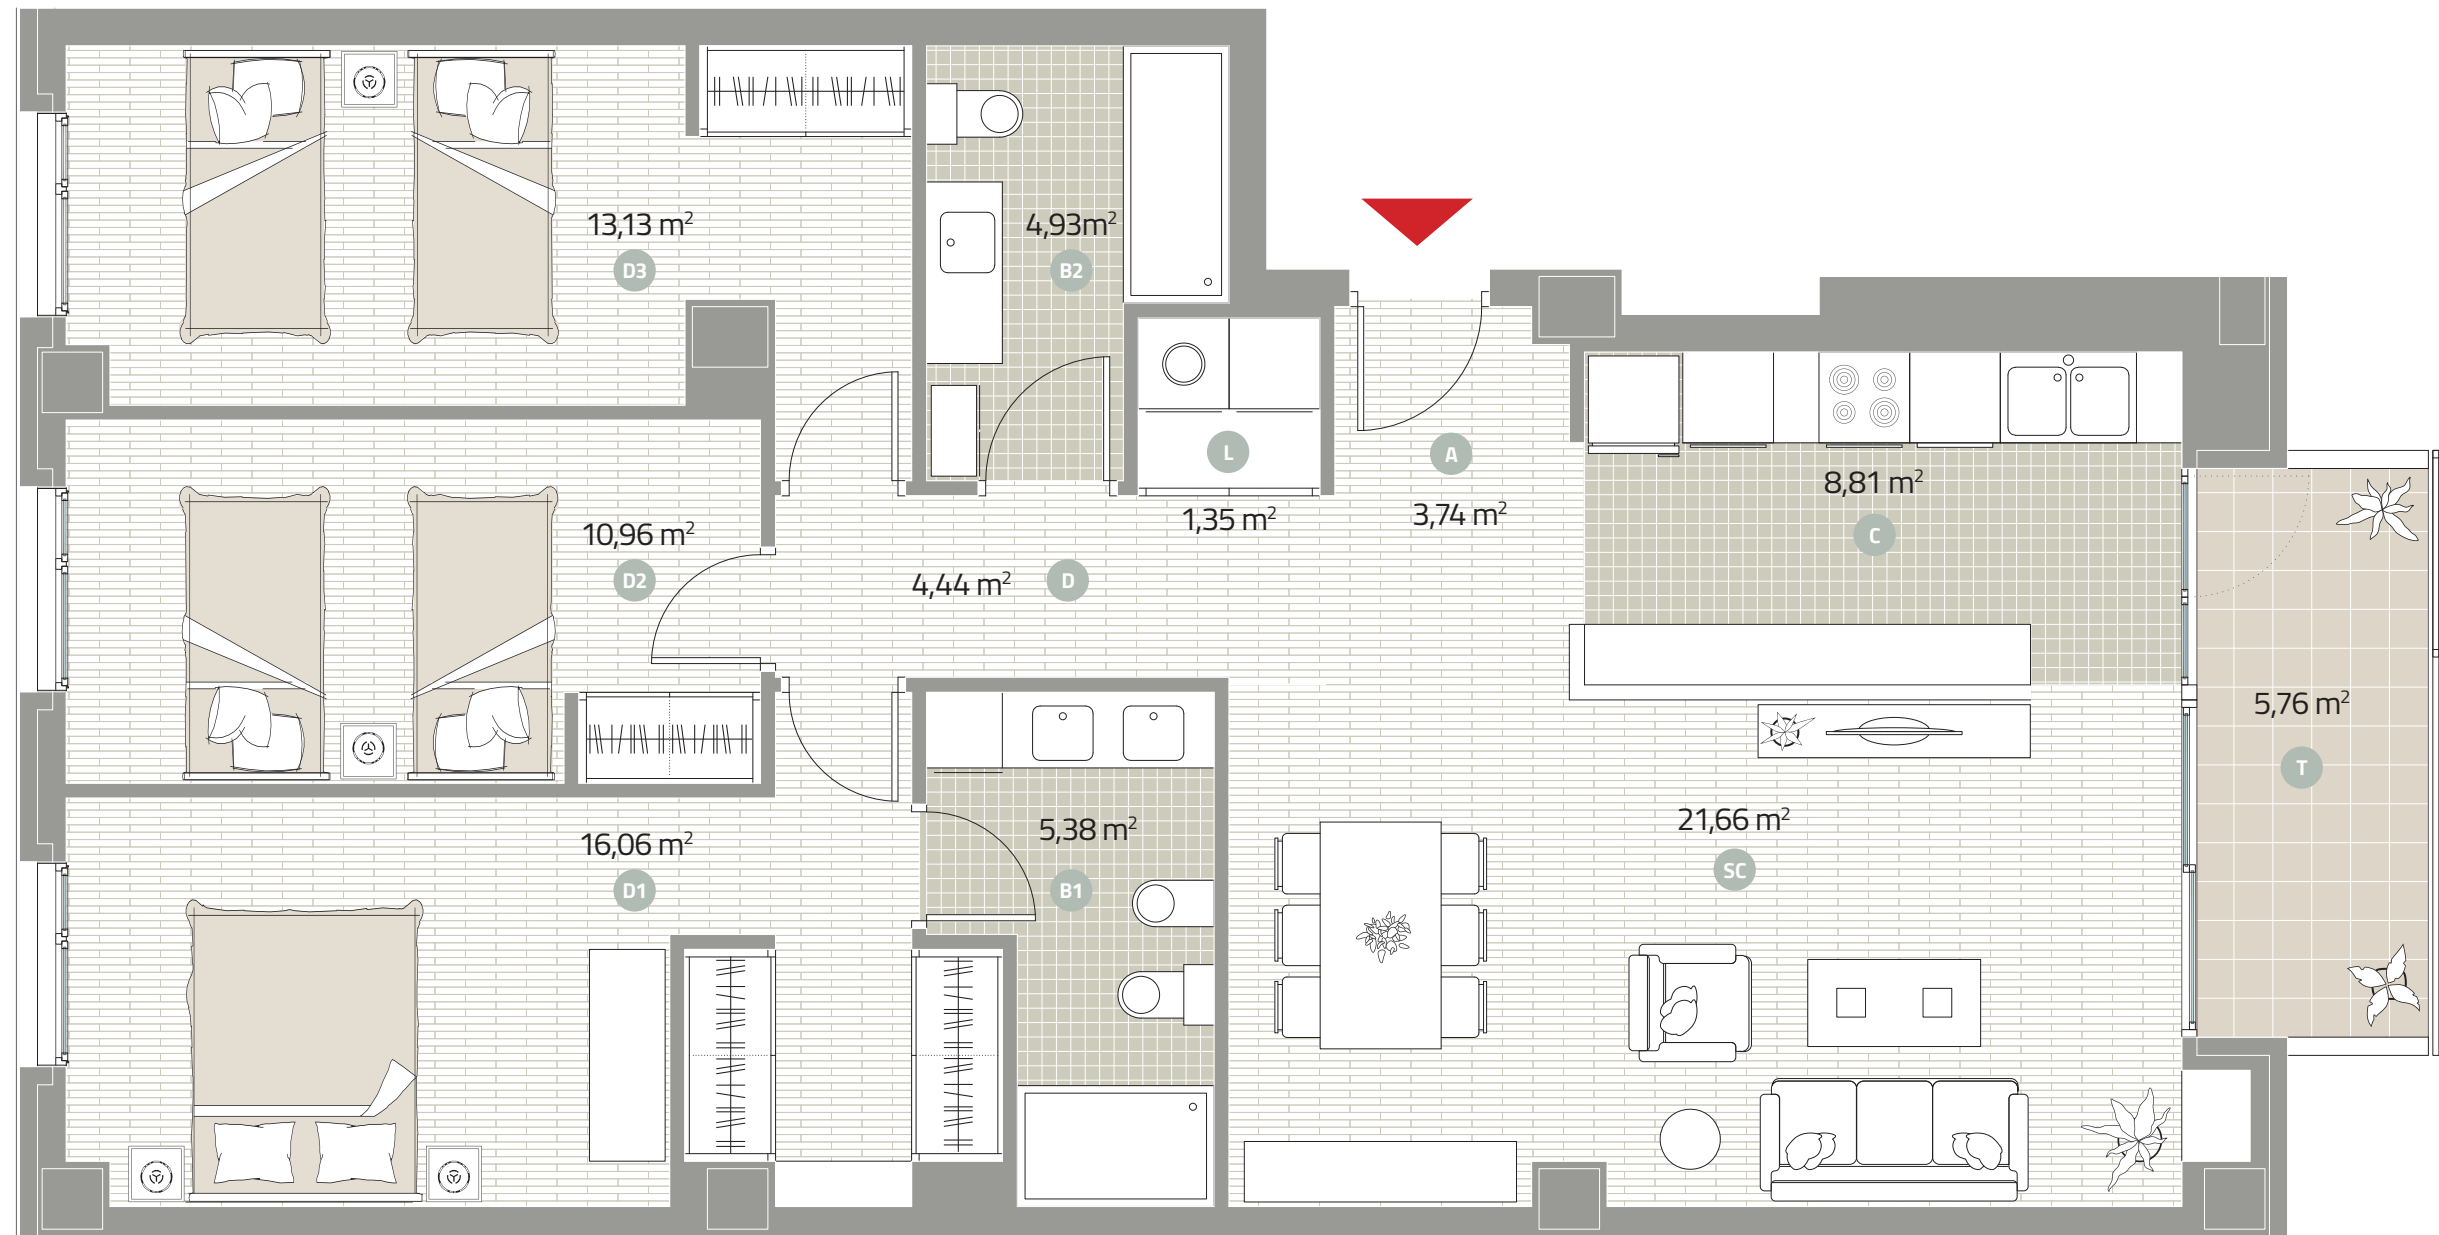 13,13 m²
D3
4,93m²
B2
10,96 m²
D2
4,44 m²
D
L
1,35 m²
A
3,74 m²
8,81 m²
C
5,76 m²
T
16,06 m²
D1
5,38 m²
B1
21,66 m²
SC